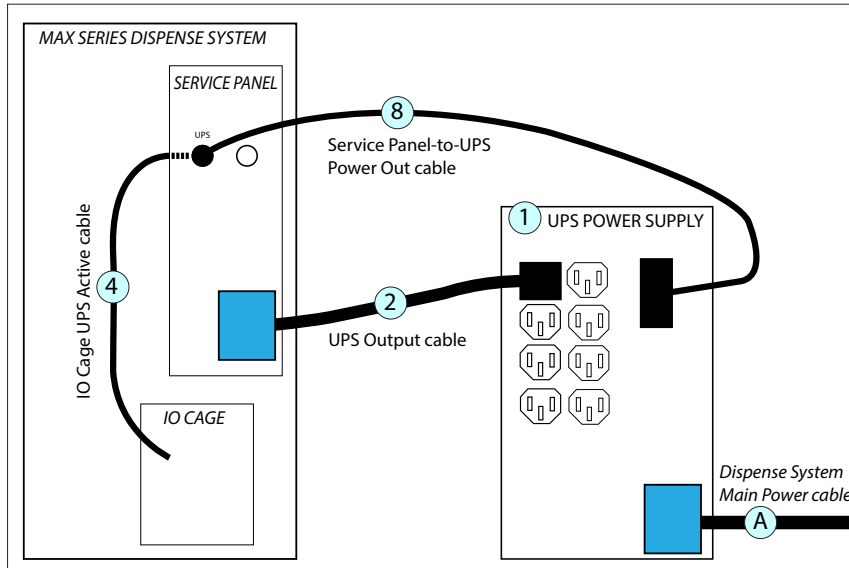 MAX SERIES DISPENSE SYSTEM
SERVICE PANEL
UPS
8
Service Panel-to-UPS
Power Out cable
1
UPS POWER SUPPLY
IO Cage UPS Active cable
4
2
UPS Output cable
IO CAGE
Dispense System
Main Power cable
A